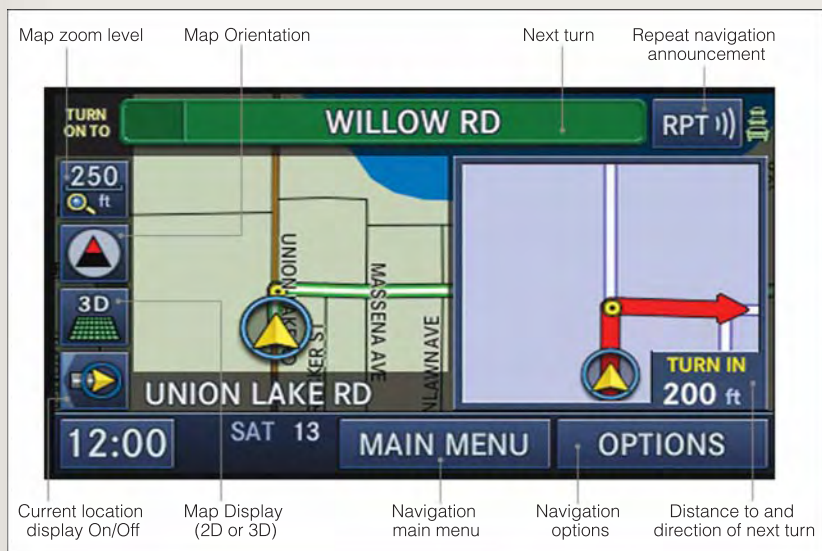 Map zoom level
Map Orientation
Next turn
Repeat navigation
announcement
TURN
ON TO
WILLOW RD
RPT
250
ft
3D
UNION LAKE RD
MASSENA AVE
TURN IN
200 ft
UNION LAKE RD
12:00
SAT 13
MAIN MENU
OPTIONS
Current location
display On/Off
Map Display
(2D or 3D)
Navigation
main menu
Navigation
options
Distance to and
direction of next turn